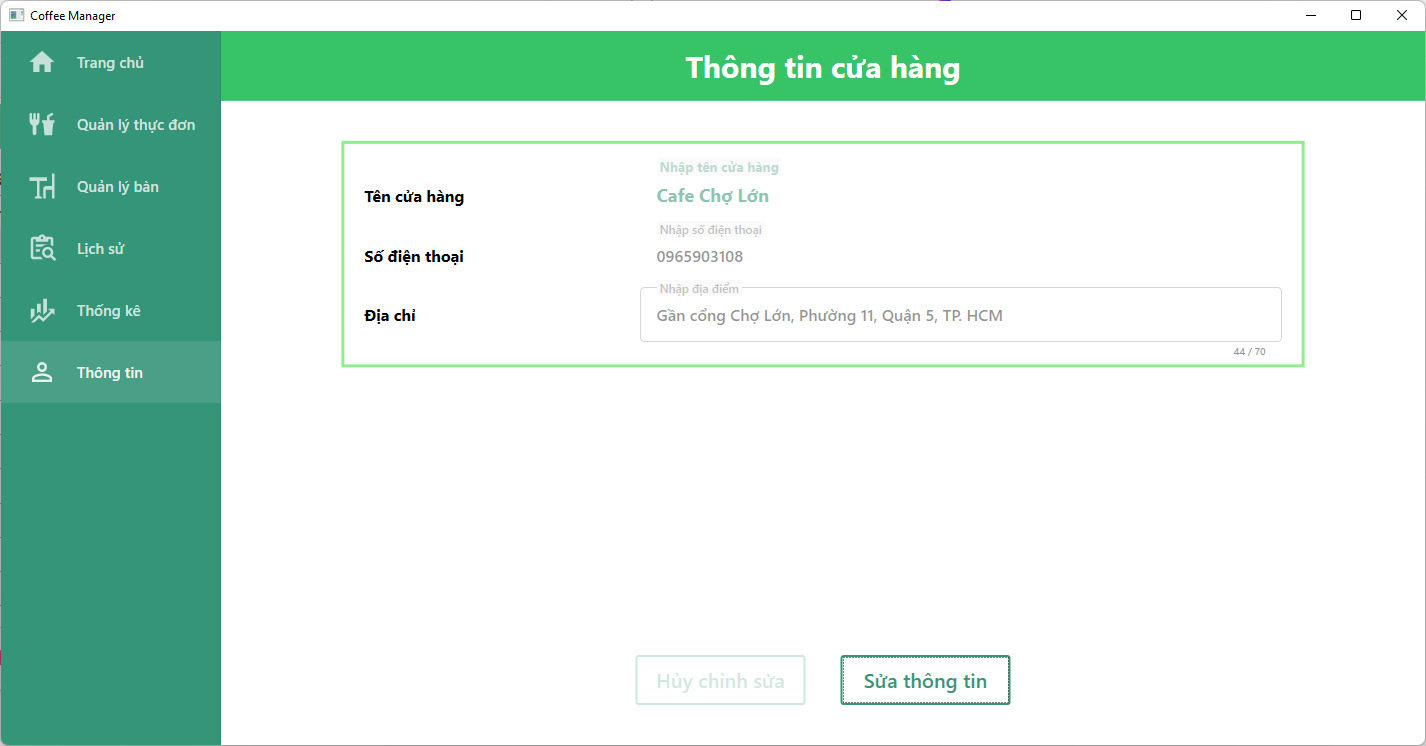 Coffee Manager
Trang chủ
Quản lý thực đơn
Quản lý bàn
Lịch sử
Thống kê
Thông tin
Thông tin cửa hàng
Nhập tên cửa hàng
Tên cửa hàng
Cafe Chợ Lớn
Nhập số điện thoại
Số điện thoại
0965903108
Nhập địa điểm
Địa chỉ
Gần cổng Chợ Lớn, Phường 11, Quận 5, TP. HCM
44 / 70
Hủy chỉnh sửa
Sửa thông tin